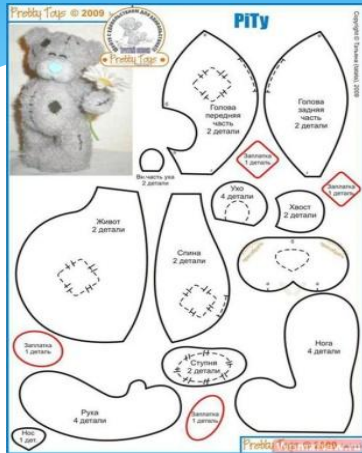 Pretty Toys © 2009
PiTy
Pretty Toys
Голова
передняя
часть
2 детали
Голова
задняя
часть
2 детали
Заплатка
1 деталь
Вн.часть уха
2 детали
Ухо
4 детали
Заплатка
1 деталь
Хвост
2 детали
Живот
2 детали
Спина
2 детали
Заплатка
1 деталь
Ступня
2 детали
Нога
4 детали
Рука
4 детали
Заплатка
1 деталь
Нос
1 дет.
Pretty Toys © 2009